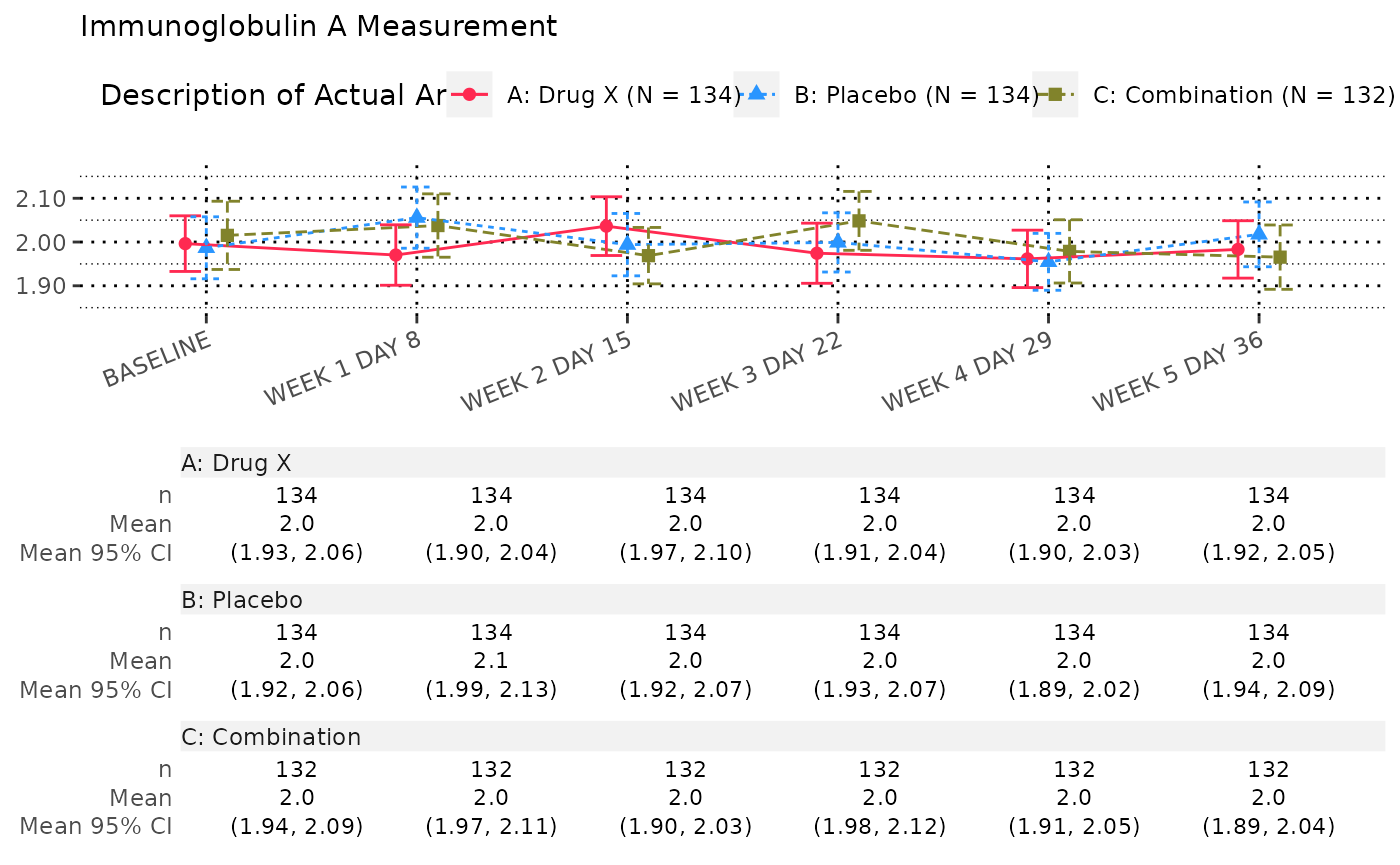 Immunoglobulin A Measurement
Description of Actual Ar A: Drug X (N = 134) B: Placebo (N = 134) C: Combination (N = 132)
2.10
2.00
1.90
BASELINE WEEK 1 DAY 8 WEEK 2 DAY 15 WEEK 3 DAY 22 WEEK 4 DAY 29 WEEK 5 DAY 36
A: Drug X
n 134 134 134 134 134 134
Mean 2.0 2.0 2.0 2.0 2.0 2.0
Mean 95% CI (1.93, 2.06) (1.90, 2.04) (1.97, 2.10) (1.91, 2.04) (1.90, 2.03) (1.92, 2.05)
B: Placebo
n 134 134 134 134 134 134
Mean 2.0 2.1 2.0 2.0 2.0 2.0
Mean 95% CI (1.92, 2.06) (1.99, 2.13) (1.92, 2.07) (1.93, 2.07) (1.89, 2.02) (1.94, 2.09)
C: Combination
n 132 132 132 132 132 132
Mean 2.0 2.0 2.0 2.0 2.0 2.0
Mean 95% CI (1.94, 2.09) (1.97, 2.11) (1.90, 2.03) (1.98, 2.12) (1.91, 2.05) (1.89, 2.04)